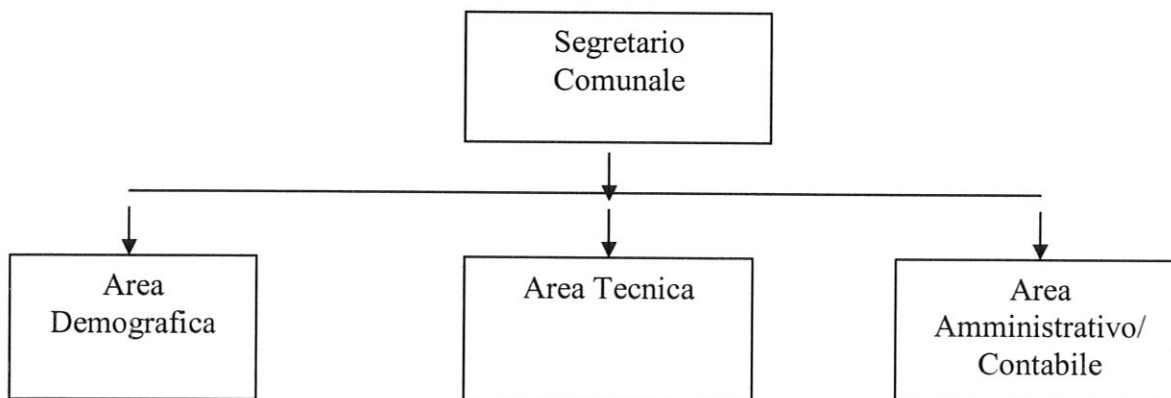 Segretario
Comunale
Area
Demografica
Area Tecnica
Area
Amministrativo/
Contabile